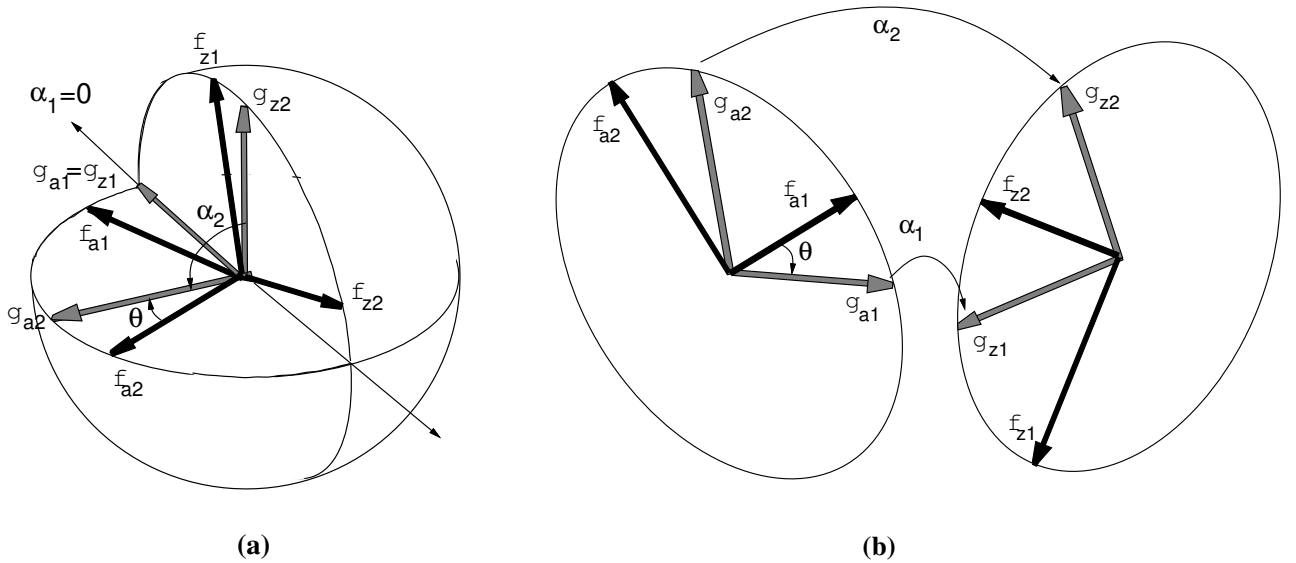 f_z1
α_1=0
g_z2
g_a1=g_z1
α_2
f_a1
f_z2
g_a2
θ
f_a2
(a)
α_2
g_a2
g_z2
f_a2
f_a1
f_z2
α_1
θ
g_a1
g_z1
f_z1
(b)